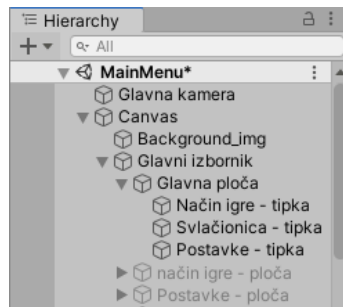 Hierarchy
All
MainMenu*
Glavna kamera
Canvas
Background_img
Glavni izbornik
Glavna ploča
Način igre - tipka
Svlačionica - tipka
Postavke - tipka
način igre - ploča
Postavke - ploča